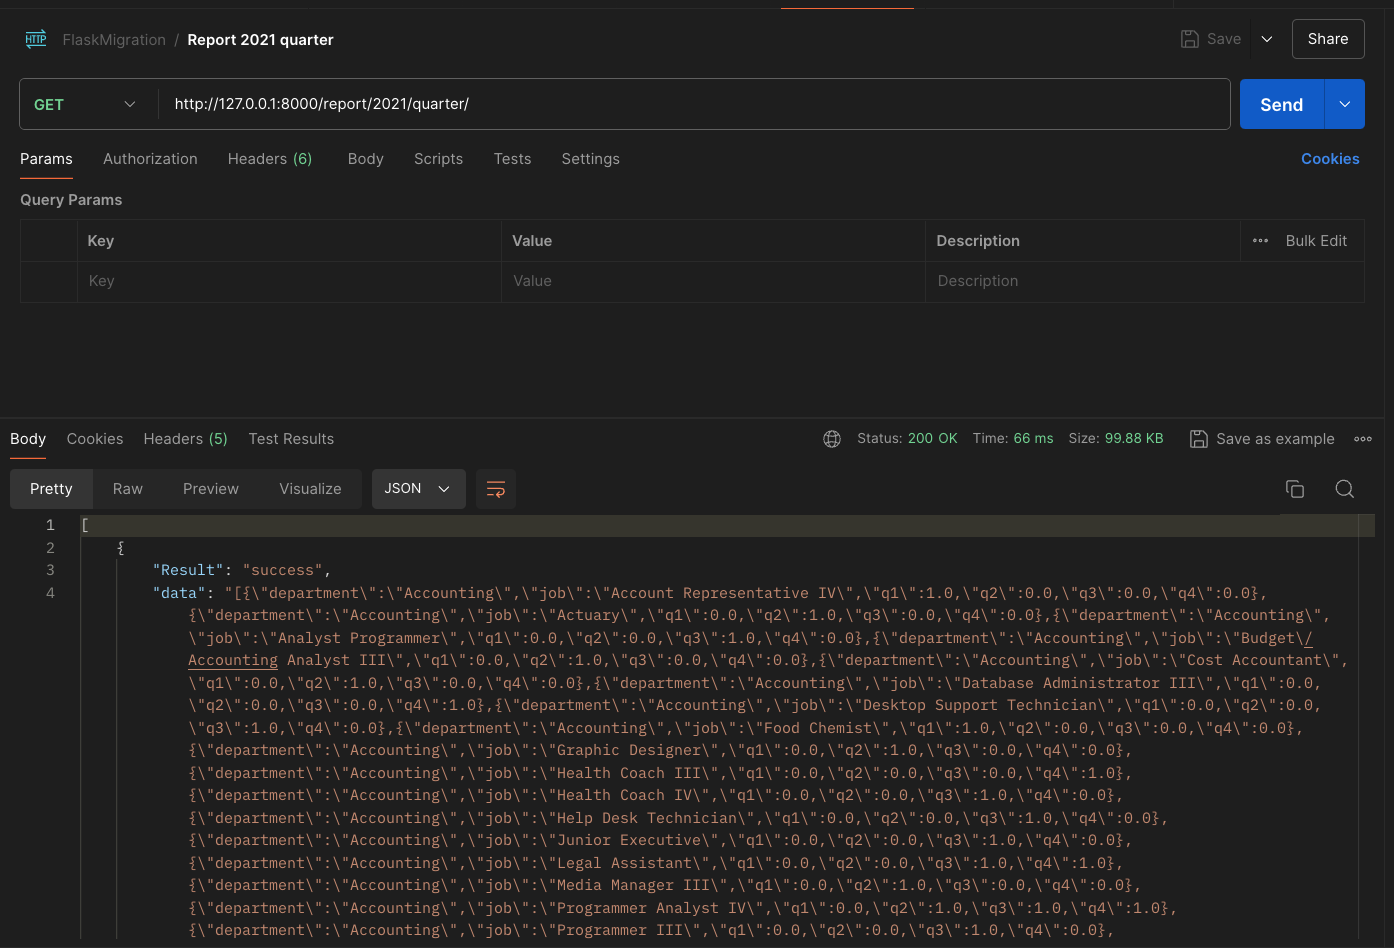 HTTP FlaskMigration / Report 2021 quarter Save Share
GET http://127.0.0.1:8000/report/2021/quarter/ Send
Params Authorization Headers (6) Body Scripts Tests Settings Cookies
Query Params
Key Value Description Bulk Edit
Key Value Description
Body Cookies Headers (5) Test Results Status: 200 OK Time: 66 ms Size: 99.88 KB Save as example
Pretty Raw Preview Visualize JSON
1 [
2 {
3 "Result": "success",
4 "data": "[{\"department\":\"Accounting\",\"job\":\"Account Representative IV\",\"q1\":1.0,\"q2\":0.0,\"q3\":0.0,\"q4\":0.0},
{\"department\":\"Accounting\",\"job\":\"Actuary\",\"q1\":0.0,\"q2\":1.0,\"q3\":0.0,\"q4\":0.0},{\"department\":\"Accounting\",
\"job\":\"Analyst Programmer\",\"q1\":0.0,\"q2\":0.0,\"q3\":1.0,\"q4\":0.0},{\"department\":\"Accounting\",\"job\":\"Budget\/
Accounting Analyst III\",\"q1\":0.0,\"q2\":1.0,\"q3\":0.0,\"q4\":0.0},{\"department\":\"Accounting\",\"job\":\"Cost Accountant\",
\"q1\":0.0,\"q2\":1.0,\"q3\":0.0,\"q4\":0.0},{\"department\":\"Accounting\",\"job\":\"Database Administrator III\",\"q1\":0.0,
\"q2\":0.0,\"q3\":0.0,\"q4\":1.0},{\"department\":\"Accounting\",\"job\":\"Desktop Support Technician\",\"q1\":0.0,\"q2\":0.0,
\"q3\":1.0,\"q4\":0.0},{\"department\":\"Accounting\",\"job\":\"Food Chemist\",\"q1\":1.0,\"q2\":0.0,\"q3\":0.0,\"q4\":0.0},
{\"department\":\"Accounting\",\"job\":\"Graphic Designer\",\"q1\":0.0,\"q2\":1.0,\"q3\":0.0,\"q4\":0.0},
{\"department\":\"Accounting\",\"job\":\"Health Coach III\",\"q1\":0.0,\"q2\":0.0,\"q3\":0.0,\"q4\":1.0},
{\"department\":\"Accounting\",\"job\":\"Health Coach IV\",\"q1\":0.0,\"q2\":0.0,\"q3\":1.0,\"q4\":0.0},
{\"department\":\"Accounting\",\"job\":\"Help Desk Technician\",\"q1\":0.0,\"q2\":0.0,\"q3\":1.0,\"q4\":0.0},
{\"department\":\"Accounting\",\"job\":\"Junior Executive\",\"q1\":0.0,\"q2\":0.0,\"q3\":1.0,\"q4\":0.0},
{\"department\":\"Accounting\",\"job\":\"Legal Assistant\",\"q1\":0.0,\"q2\":0.0,\"q3\":1.0,\"q4\":1.0},
{\"department\":\"Accounting\",\"job\":\"Media Manager III\",\"q1\":0.0,\"q2\":1.0,\"q3\":0.0,\"q4\":0.0},
{\"department\":\"Accounting\",\"job\":\"Programmer Analyst IV\",\"q1\":0.0,\"q2\":1.0,\"q3\":1.0,\"q4\":1.0},
{\"department\":\"Accounting\",\"job\":\"Programmer III\",\"q1\":0.0,\"q2\":0.0,\"q3\":1.0,\"q4\":0.0},